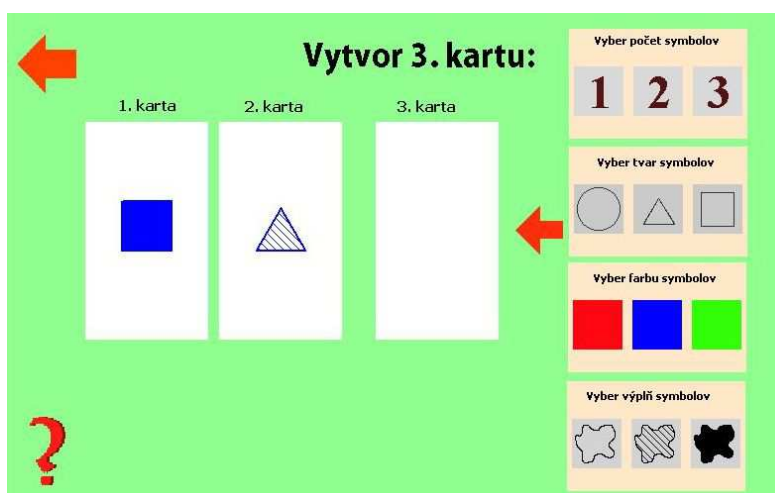 Vytvor 3. kartu:
1. karta
2. karta
3. karta
Vyber počet symbolov
1 2 3
Vyber tvar symbolov
Vyber farbu symbolov
Vyber výplň symbolov
?